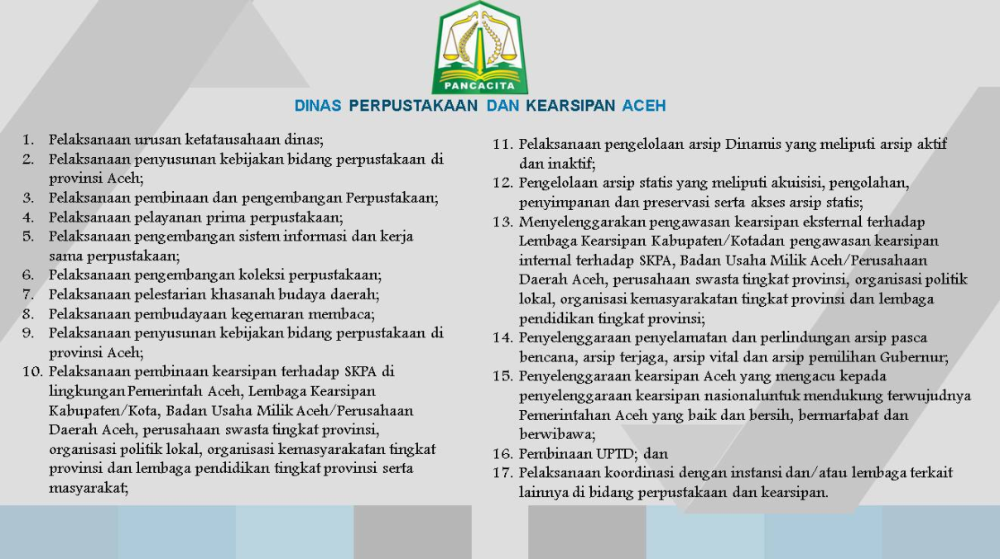 PANCACITA
DINAS PERPUSTAKAAN DAN KEARSIPAN ACEH
1. Pelaksanaan urusan ketatausahaan dinas;
2. Pelaksanaan penyusunan kebijakan bidang perpustakaan di
provinsi Aceh;
3. Pelaksanaan pembinaan dan pengembangan Perpustakaan;
4. Pelaksanaan pelayanan prima perpustakaan;
5. Pelaksanaan pengembangan sistem informasi dan kerja
sama perpustakaan;
6. Pelaksanaan pengembangan koleksi perpustakaan;
7. Pelaksanaan pelestarian khasanah budaya daerah;
8. Pelaksanaan pembudayaan kegemaran membaca;
9. Pelaksanaan penyusunan kebijakan bidang perpustakaan di
provinsi Aceh;
10. Pelaksanaan pembinaan kearsipan terhadap SKPA di
lingkungan Pemerintah Aceh, Lembaga Kearsipan
Kabupaten/Kota, Badan Usaha Milik Aceh/Perusahaan
Daerah Aceh, perusahaan swasta tingkat provinsi,
organisasi politik lokal, organisasi kemasyarakatan tingkat
provinsi dan lembaga pendidikan tingkat provinsi serta
masyarakat;
11. Pelaksanaan pengelolaan arsip Dinamis yang meliputi arsip aktif
dan inaktif;
12. Pengelolaan arsip statis yang meliputi akuisisi, pengolahan,
penyimpanan dan preservasi serta akses arsip statis;
13. Menyelenggarakan pengawasan kearsipan eksternal terhadap
Lembaga Kearsipan Kabupaten/Kotadan pengawasan kearsipan
internal terhadap SKPA, Badan Usaha Milik Aceh/Perusahaan
Daerah Aceh, perusahaan swasta tingkat provinsi, organisasi politik
lokal, organisasi kemasyarakatan tingkat provinsi dan lembaga
pendidikan tingkat provinsi;
14. Penyelenggaraan penyelamatan dan perlindungan arsip pasca
bencana, arsip terjaga, arsip vital dan arsip pemilihan Gubernur;
15. Penyelenggaraan kearsipan Aceh yang mengacu kepada
penyelenggaraan kearsipan nasionaluntuk mendukung terwujudnya
Pemerintahan Aceh yang baik dan bersih, bermartabat dan
berwibawa;
16. Pembinaan UPTD; dan
17. Pelaksanaan koordinasi dengan instansi dan/atau lembaga terkait
lainnya di bidang perpustakaan dan kearsipan.